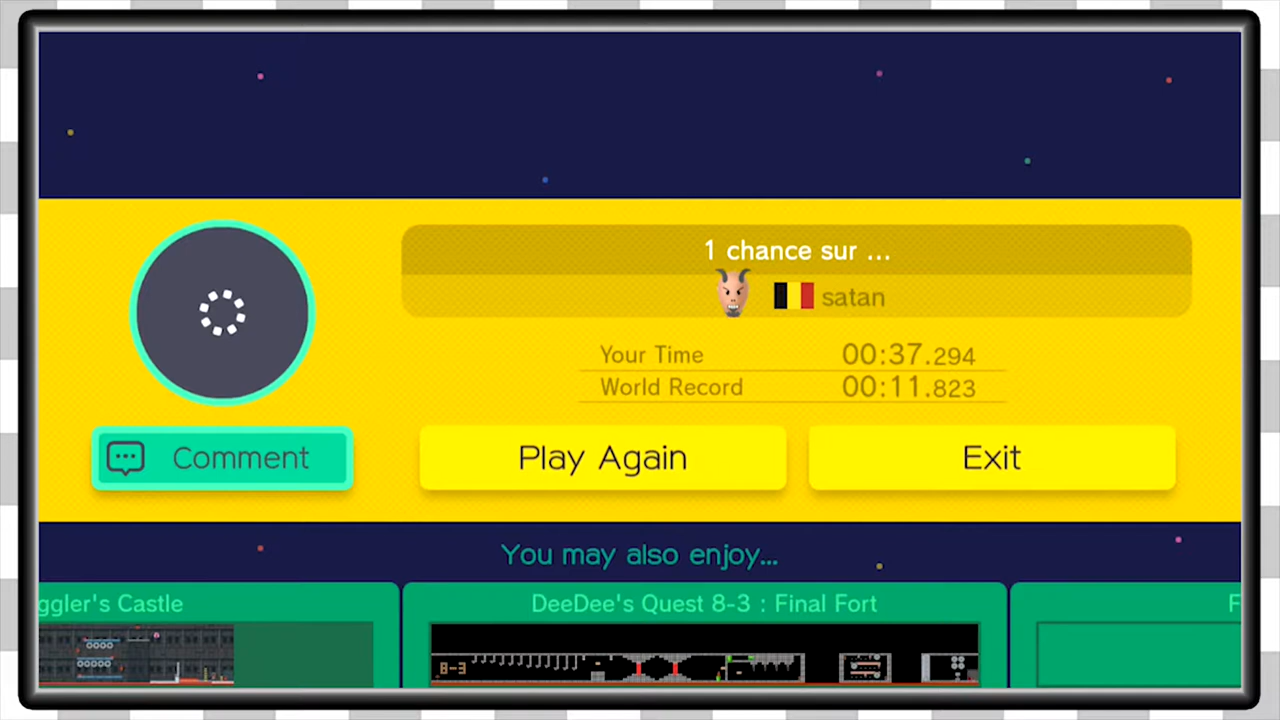 1 chance sur ...
satan
Your Time 00:37.294
World Record 00:11.823
Comment
Play Again
Exit
You may also enjoy...
ggler's Castle
DeeDee's Quest 8-3 : Final Fort
F
8-3